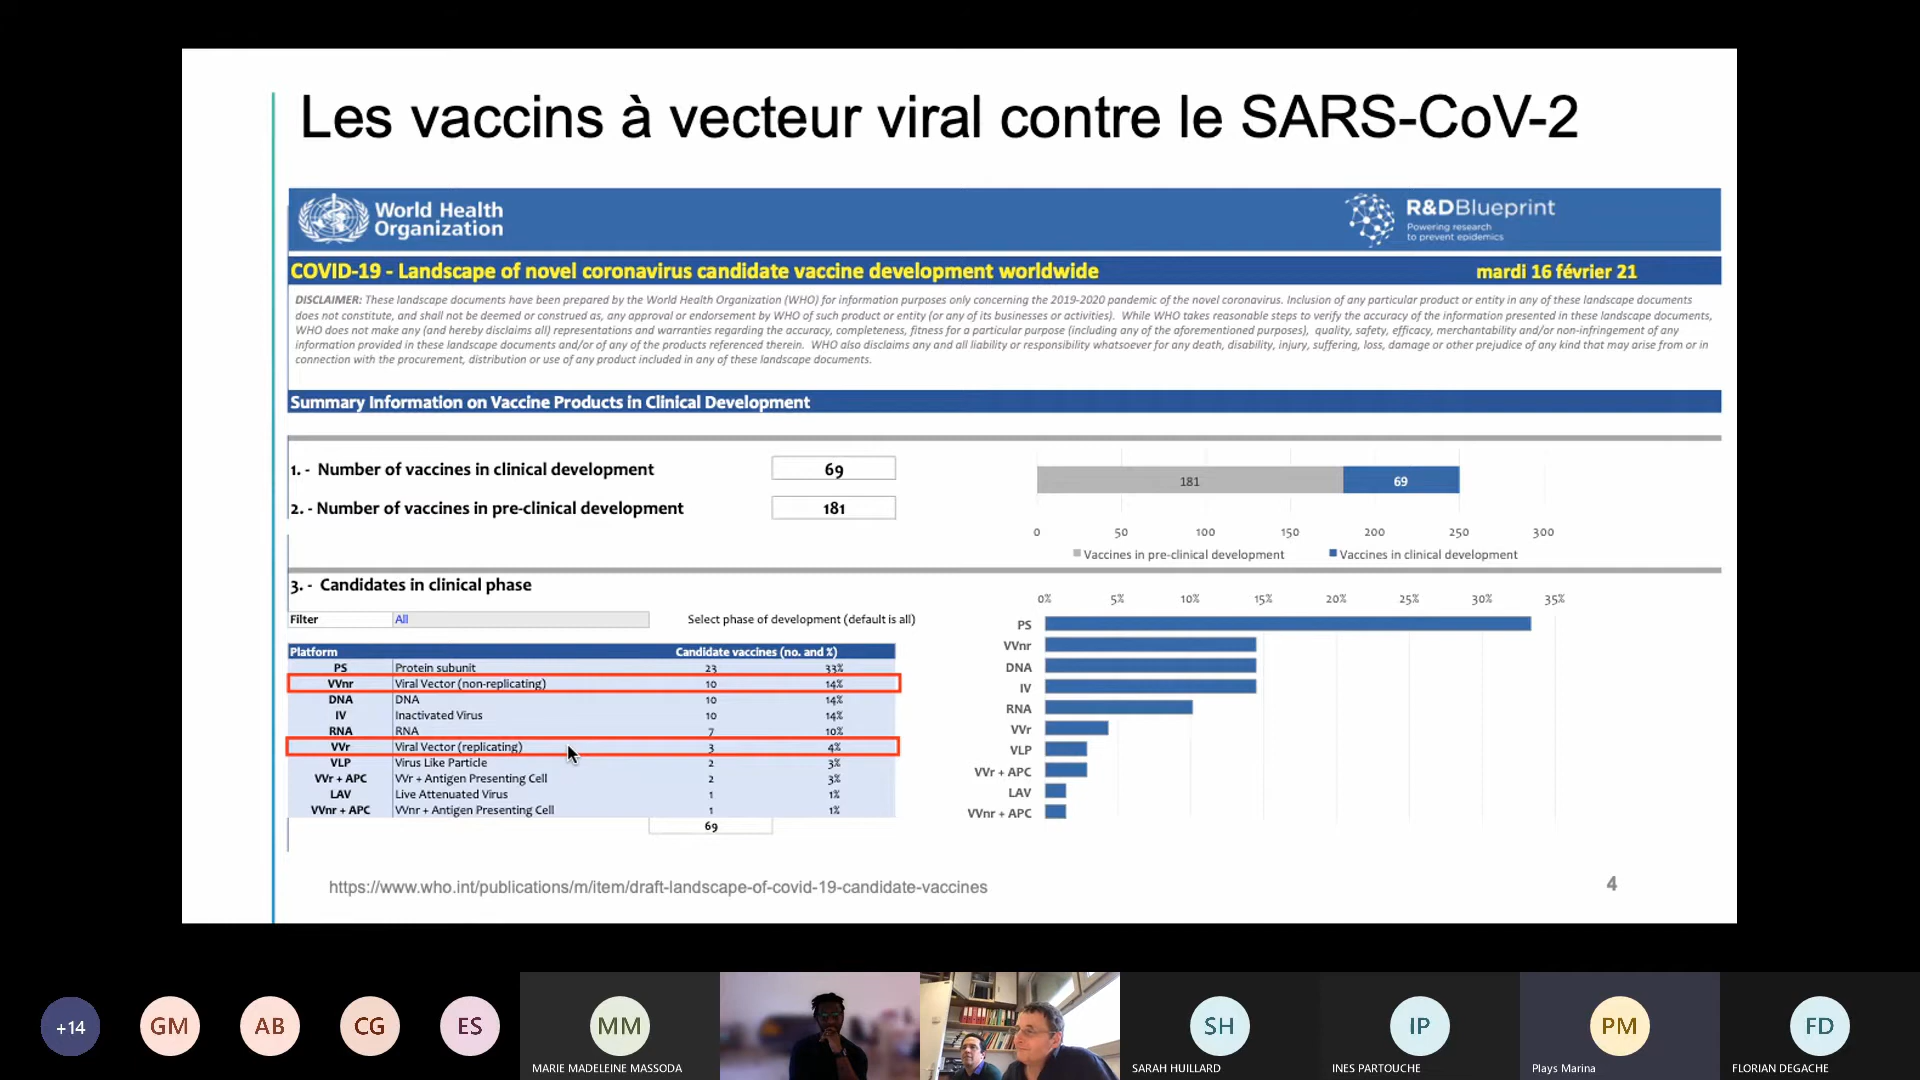 Les vaccins à vecteur viral contre le SARS-CoV-2
World Health
Organization
R&DBlueprint
Powering research
to prevent epidemics
COVID-19 - Landscape of novel coronavirus candidate vaccine development worldwide mardi 16 février 21
DISCLAIMER: These landscape documents have been prepared by the World Health Organization (WHO) for information purposes only concerning the 2019-2020 pandemic of the novel coronavirus. Inclusion of any particular product or entity in any of these landscape documents
does not constitute, and shall not be deemed or construed as, any approval or endorsement by WHO of such product or entity (or any of its businesses or activities). While WHO takes reasonable steps to verify the accuracy of the information presented in these landscape documents,
WHO does not make any (and hereby disclaims all) representations and warranties regarding the accuracy, completeness, fitness for a particular purpose (including any of the aforementioned purposes), quality, safety, efficacy, merchantability and/or non-infringement of any
information provided in these landscape documents and/or of any of the products referenced therein. WHO also disclaims any and all liability or responsibility whatsoever for any death, disability, injury, suffering, loss, damage or other prejudice of any kind that may arise from or in
connection with the procurement, distribution or use of any product included in any of these landscape documents.
Summary Information on Vaccine Products in Clinical Development
1. - Number of vaccines in clinical development 69
2. - Number of vaccines in pre-clinical development 181
181 69
0 50 100 150 200 250 300
Vaccines in pre-clinical development Vaccines in clinical development
3. - Candidates in clinical phase
Filter All Select phase of development (default is all)
Platform Candidate vaccines (no. and %)
PS Protein subunit 23 33%
VVnr Viral Vector (non-replicating) 10 14%
DNA DNA 10 14%
IV Inactivated Virus 10 14%
RNA RNA 7 10%
VVr Viral Vector (replicating) 3 4%
VLP Virus Like Particle 2 3%
VVr + APC VVr + Antigen Presenting Cell 2 3%
LAV Live Attenuated Virus 1 1%
VVnr + APC VVnr + Antigen Presenting Cell 1 1%
69
0% 5% 10% 15% 20% 25% 30% 35%
PS
VVnr
DNA
IV
RNA
VVr
VLP
VVr + APC
LAV
VVnr + APC
https://www.who.int/publications/m/item/draft-landscape-of-covid-19-candidate-vaccines
4
+14 GM AB CG ES MM SH IP PM FD
MARIE MADELEINE MASSODA SARAH HUILLARD INES PARTOUCHE Plays Marina FLORIAN DEGACHE